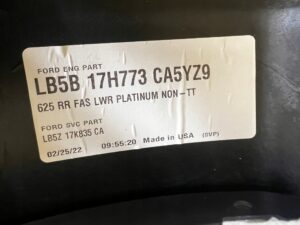 FORD ENG PART
LB5B 17H773 CA5YZ9
625 RR FAS LWR PLATINUM NON-TT
FORD SVC PART
LB5Z 17K835 CA
02/25/22 09:55:20 Made in USA (SVP)